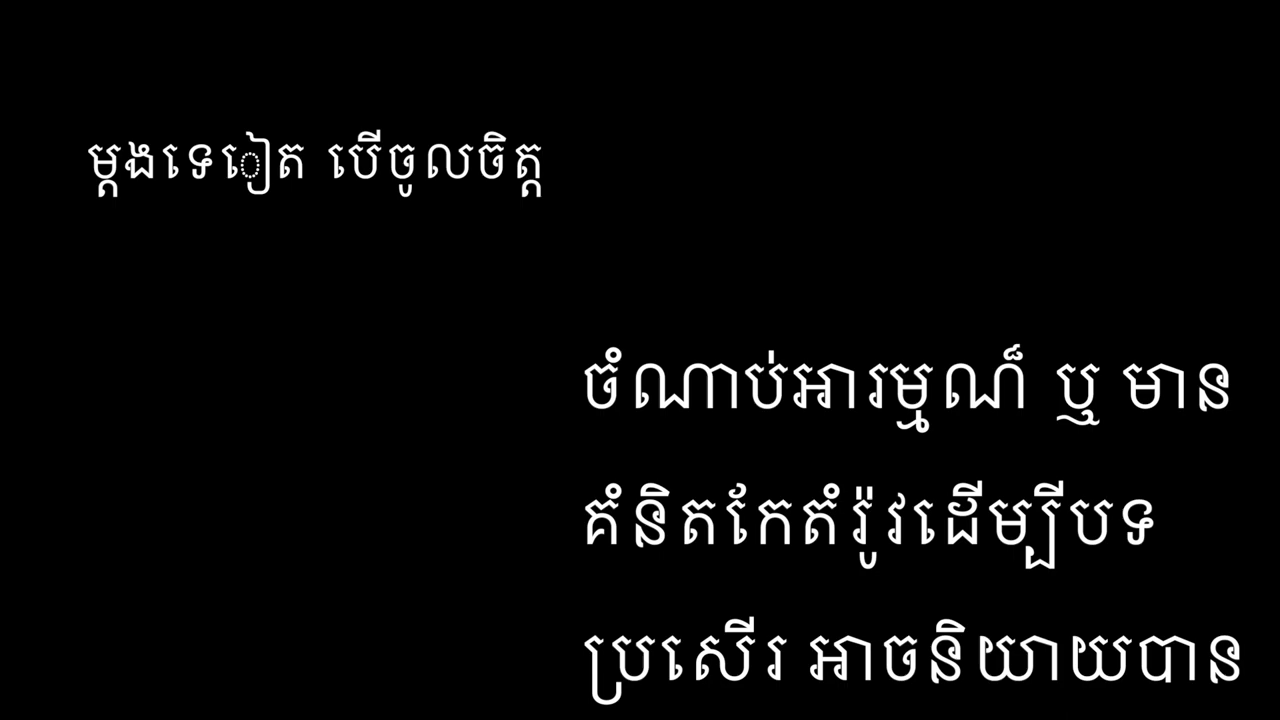 ម្ដងទេៀត បើចូលចិត្ត
ចំណាប់អារម្មណ៏ ឬ មាន
គំនិតកែតំរ៉ូវដើម្បីបទ
ប្រសើរ អាចនិយាយបាន